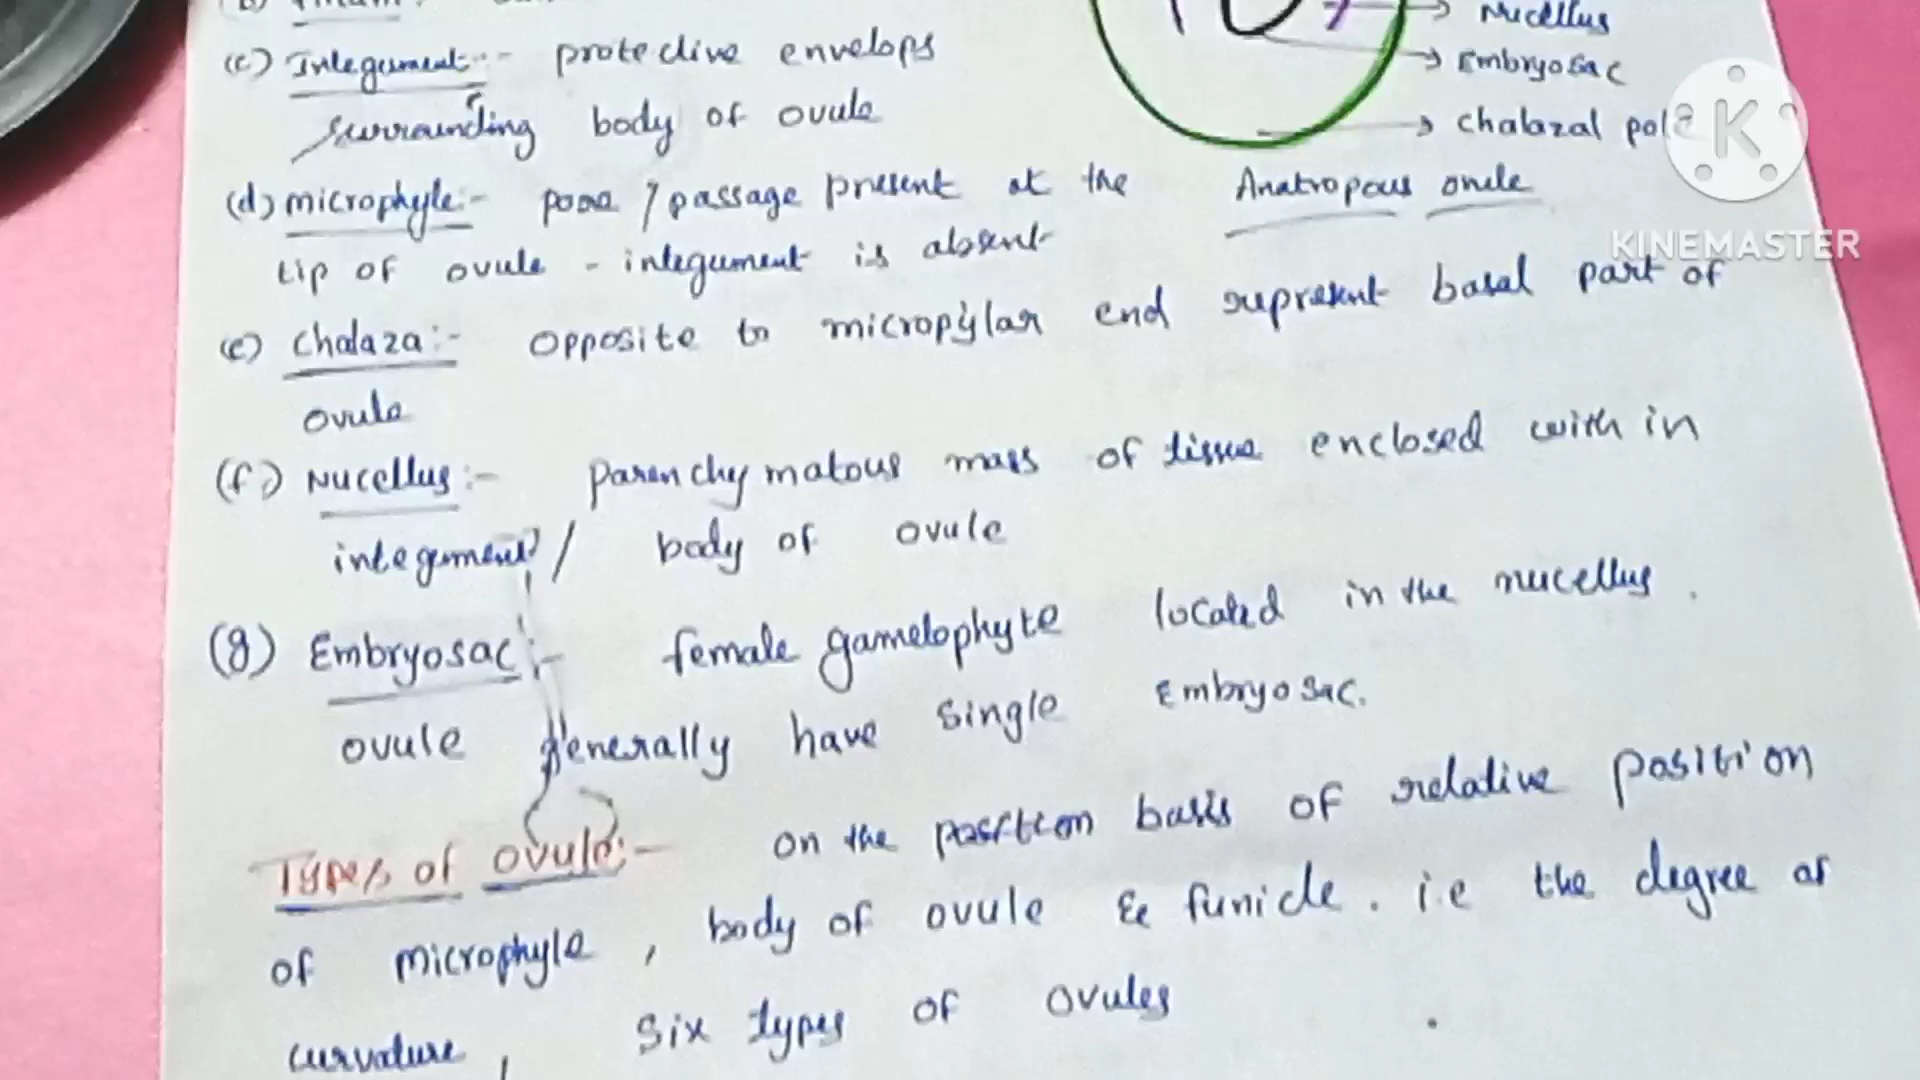 Nucellus
(c) Integument:- protective envelops
Embryosac
surrounding body of ovule
chalazal pole
K
(d) microphyle:- pore / passage present at the
Anatropous ovule
KINEMASTER
tip of ovule - integument is absent
(e) Chalaza:- opposite to micropylar end represent basal part of
ovule
(f) Nucellus:- parenchymatous mass of tissue enclosed with in
integument / body of ovule
(g) Embryosac:- female gametophyte located in the nucellus.
ovule generally have single Embryosac.
Types of ovule:- on the position basis of relative position
of microphyle, body of ovule & funicle. i.e the degree of
curvature, six types of ovules